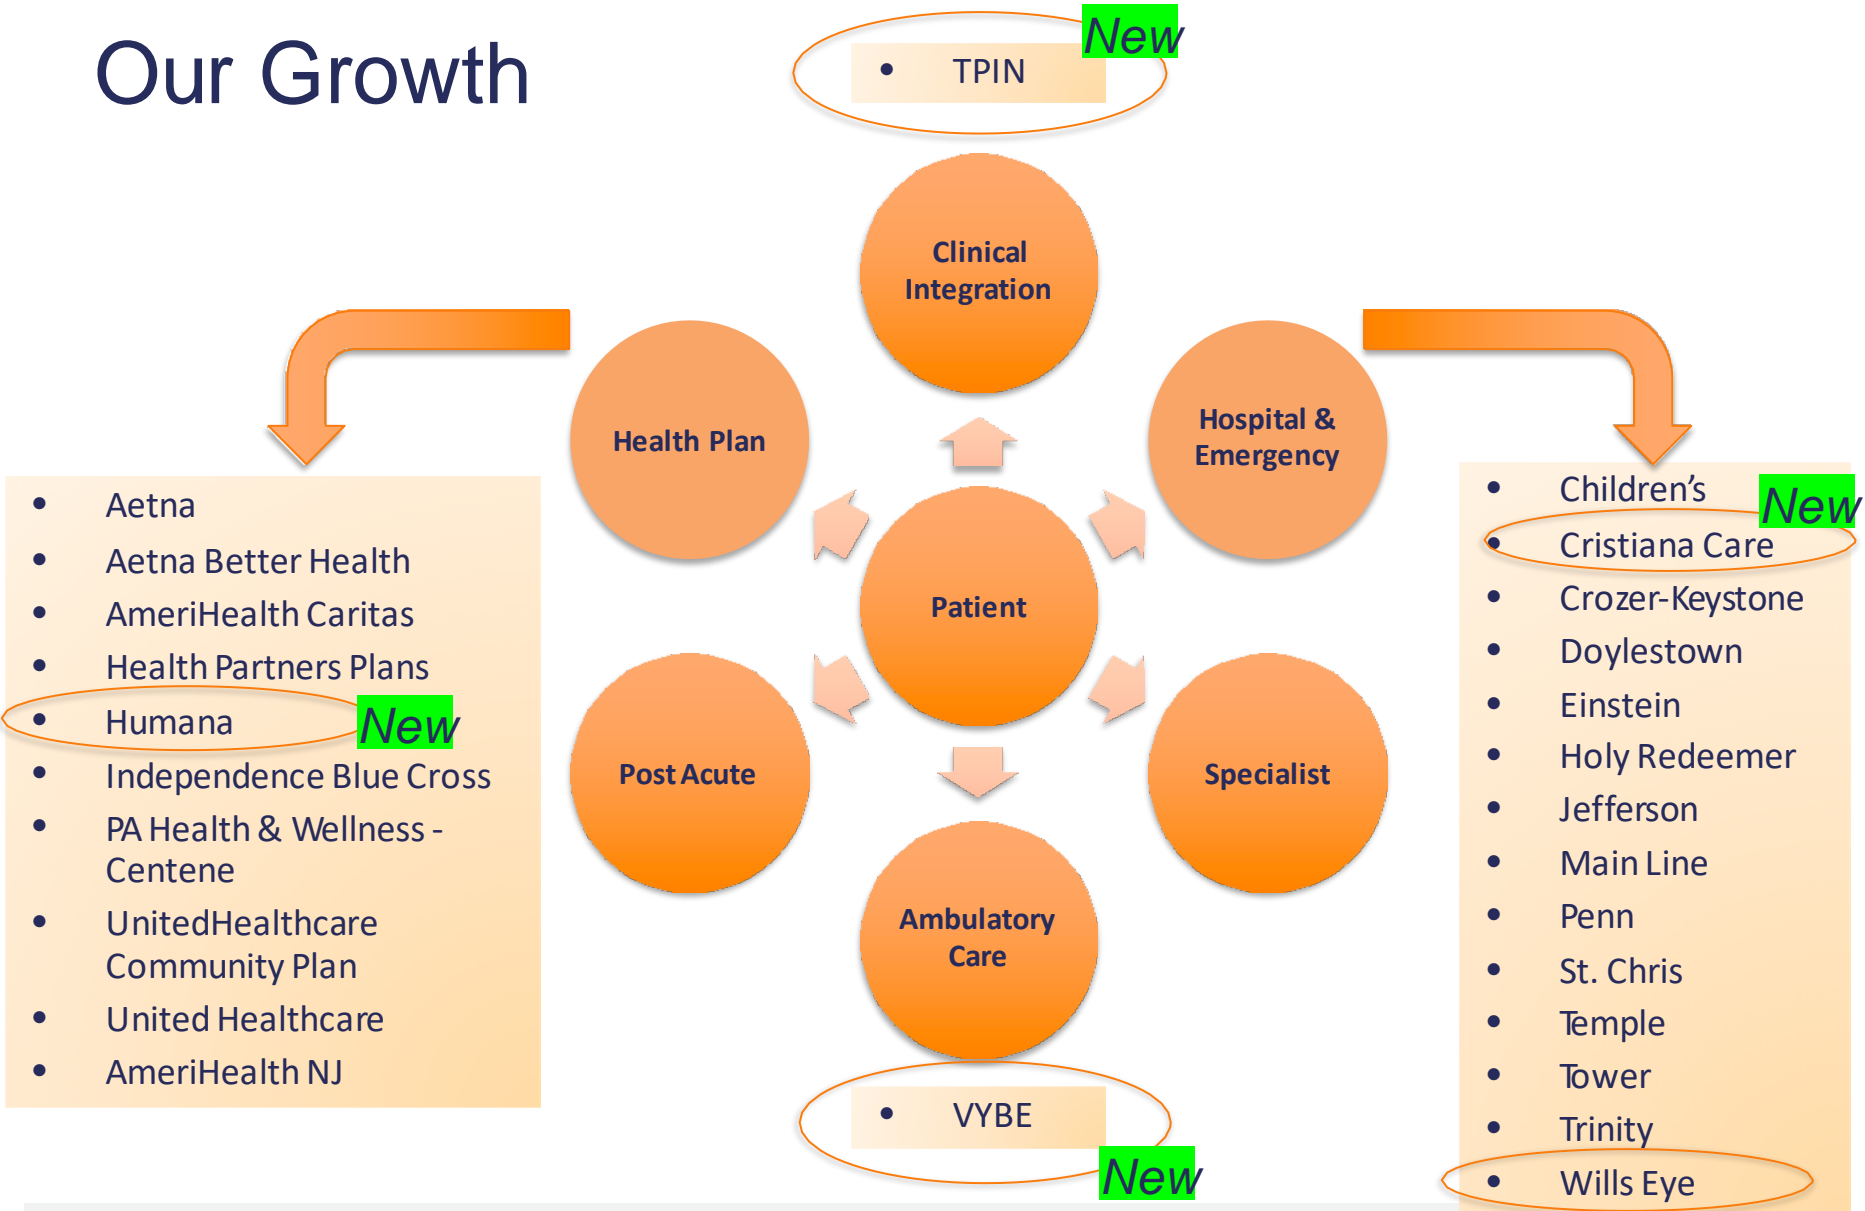 Our Growth
New
• TPIN
Clinical
Integration
Health Plan
Hospital &
Emergency
Patient
Post Acute
Specialist
Ambulatory
Care
• VYBE
New
• Aetna
• Aetna Better Health
• AmeriHealth Caritas
• Health Partners Plans
• Humana
New
• Independence Blue Cross
• PA Health & Wellness -
Centene
• UnitedHealthcare
Community Plan
• United Healthcare
• AmeriHealth NJ
• Children's
New
• Cristiana Care
• Crozer-Keystone
• Doylestown
• Einstein
• Holy Redeemer
• Jefferson
• Main Line
• Penn
• St. Chris
• Temple
• Tower
• Trinity
• Wills Eye